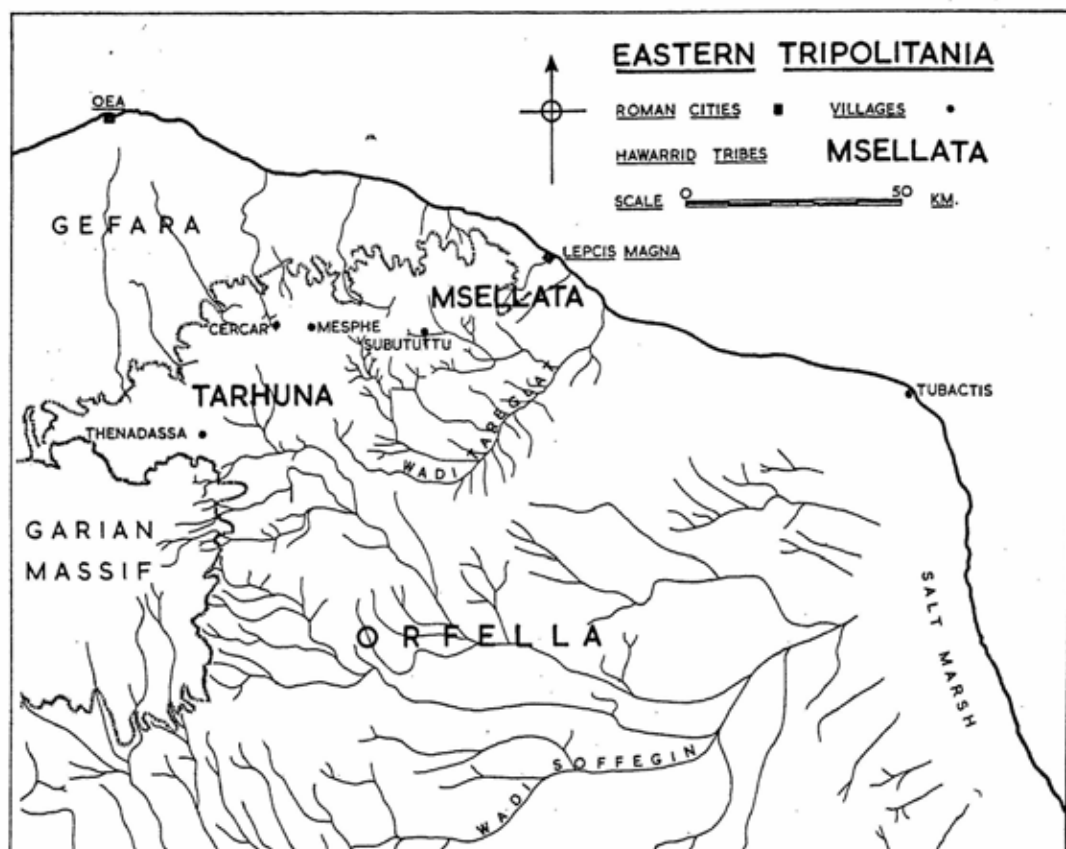 EASTERN TRIPOLITANIA
ROMAN CITIES VILLAGES
HAWARRID TRIBES MSELLATA
SCALE 0 50 KM.
OEA
GEFARA
LEPCIS MAGNA
MSELLATA
CERCAR MESPHE
SUBUTUTTU
TARHUNA
TUBACTIS
THENADASSA
WADI TAREGLAT
GARIAN
MASSIF
ORFELLA
SALT MARSH
WADI SOFFEGIN